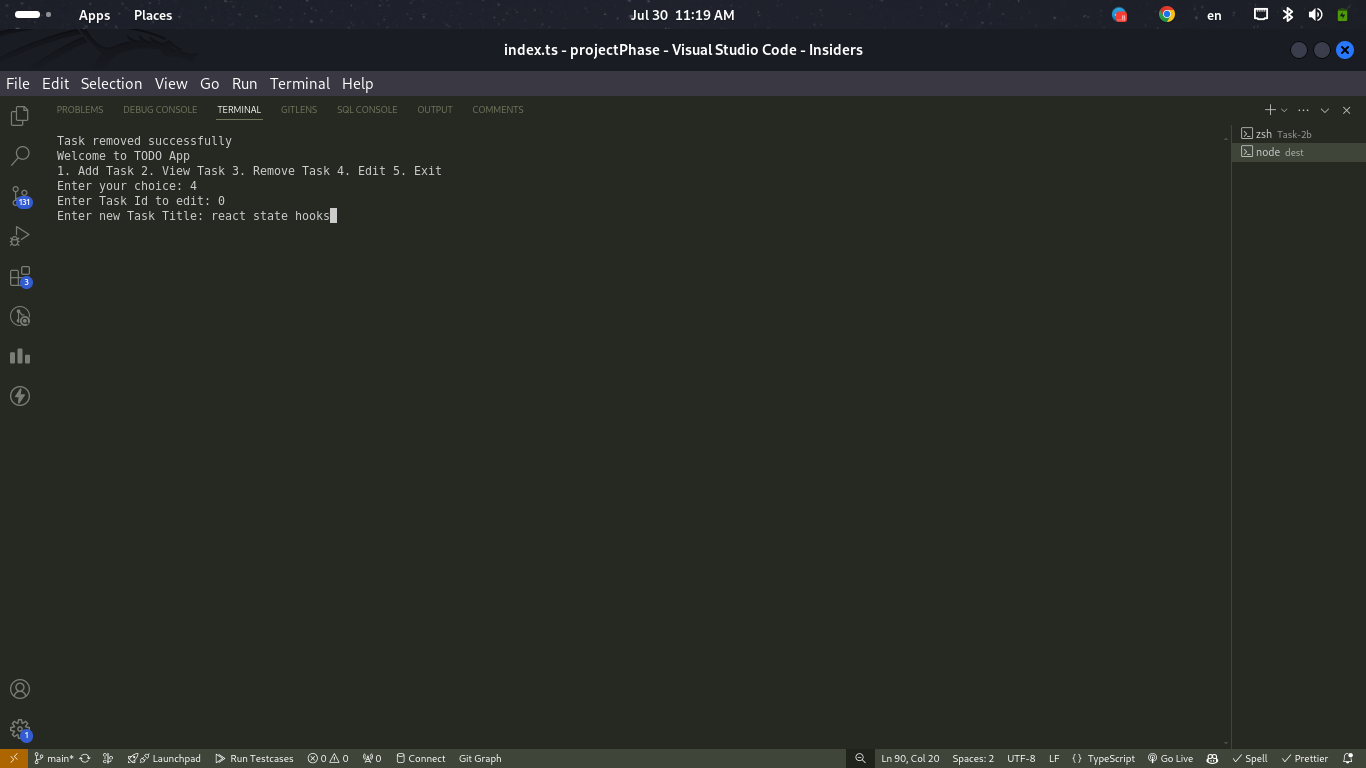 Apps Places Jul 30 11:19 AM en
index.ts - projectPhase - Visual Studio Code - Insiders
File Edit Selection View Go Run Terminal Help
PROBLEMS DEBUG CONSOLE TERMINAL GITLENS SQL CONSOLE OUTPUT COMMENTS
Task removed successfully
Welcome to TODO App
1. Add Task 2. View Task 3. Remove Task 4. Edit 5. Exit
Enter your choice: 4
Enter Task Id to edit: 0
Enter new Task Title: react state hooks
zsh Task-2b
node dest
131
3
1
main* Launchpad Run Testcases 0 0 0 Connect Git Graph Ln 90, Col 20 Spaces: 2 UTF-8 LF { } TypeScript Go Live Spell Prettier